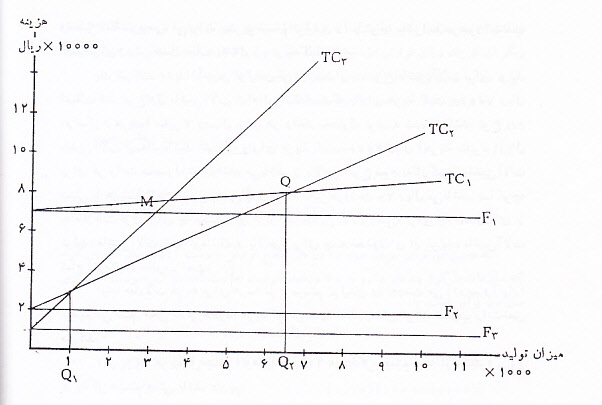 هزینه
ریال × ۱۰۰۰۰
TC۳
۱۲
TC۲
۱۰
Q
TC۱
۸
M
F۱
۶
۴
۲
F۲
F۳
۱ ۲ ۳ ۴ ۵ ۶ ۷ ۸ ۹ ۱۰ ۱۱ میزان تولید
Q۱ Q۲ × ۱۰۰۰